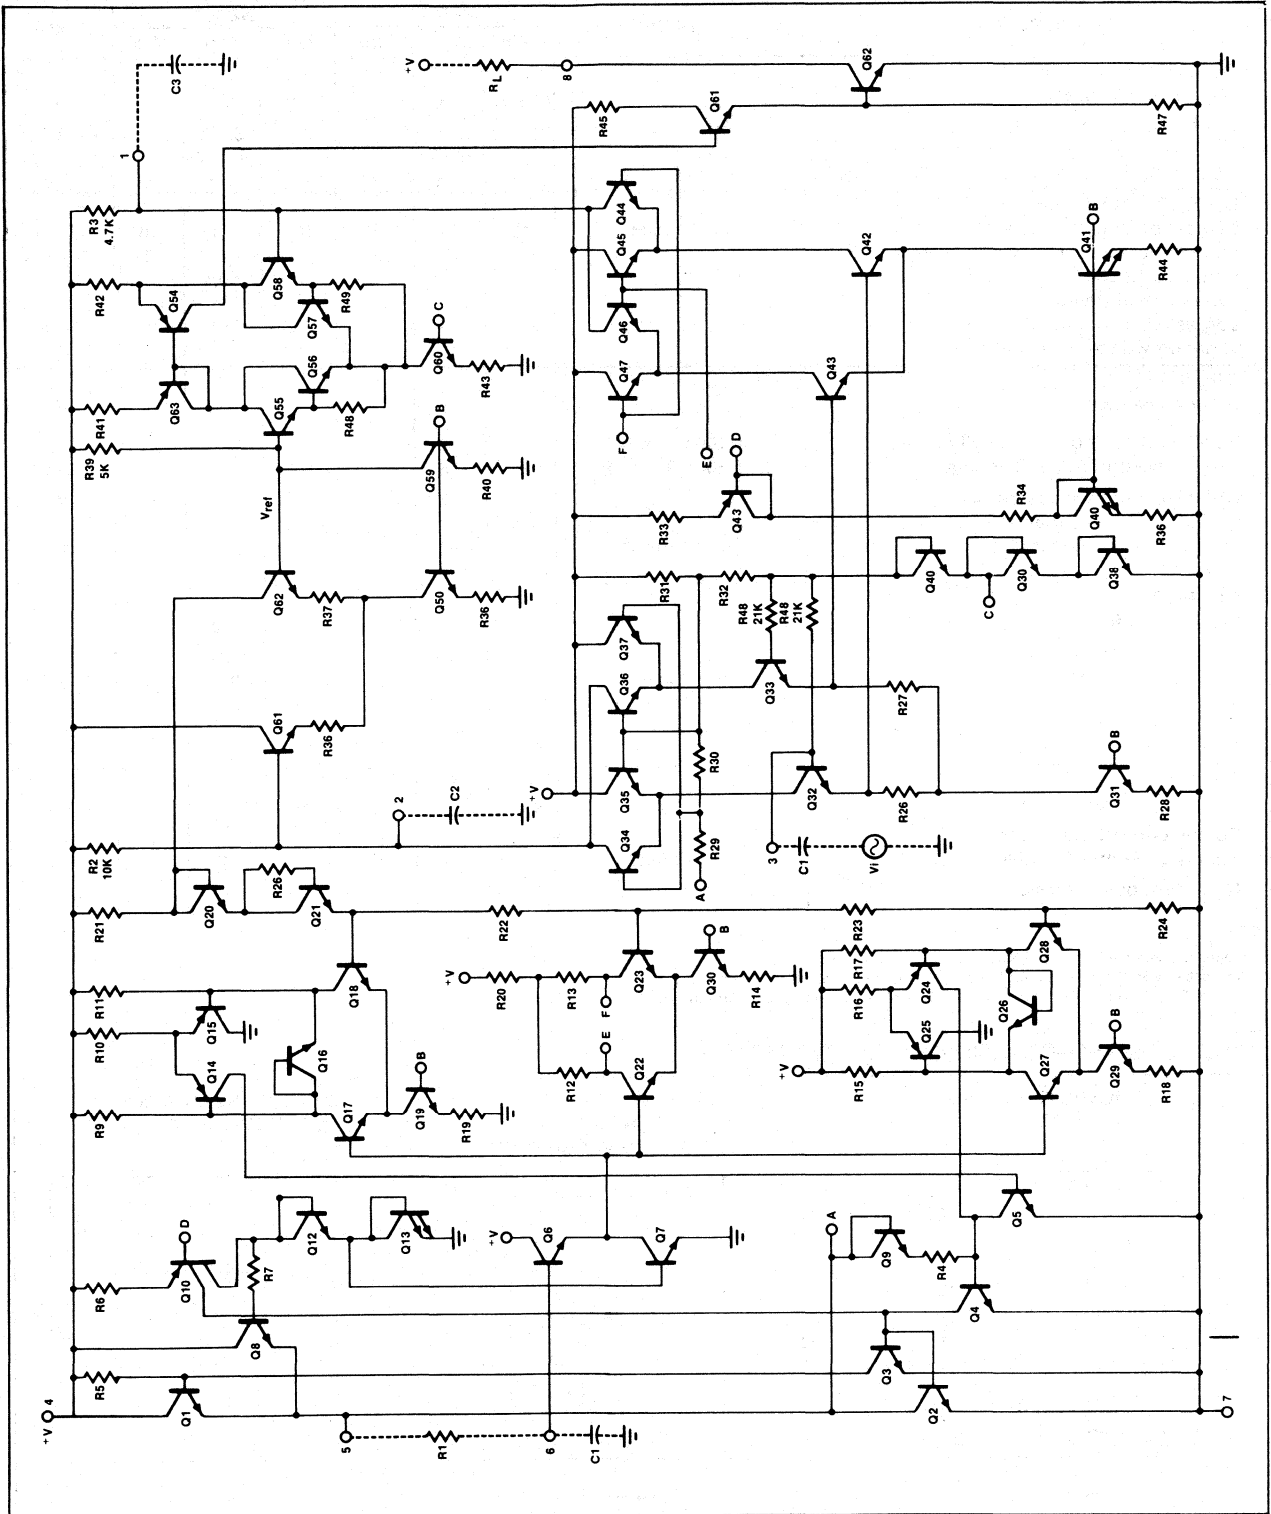 C3
+V
RL
8
Q62
1
R45
Q61
R47
R3
4.7K
Q44
R42
Q54
Q58
Q45
Q42
Q41
B
R44
R49
Q57
Q46
C
Q56
Q60
R43
Q47
Q43
R41
Q63
Q55
R48
B
F
E
D
R39
5K
Q59
R40
Vref
R33
Q43
R34
Q40
R36
R31
R32
Q40
Q30
Q38
C
Q62
R37
Q50
R36
R48
21K
R48
21K
Q37
Q36
Q33
R27
Q61
R36
R30
B
+V
Q35
Q32
R26
Q31
R28
2
C2
R2
10K
Q34
R29
A
3
C1
Vi
R26
R21
Q20
Q21
R22
R23
R24
R11
Q18
+V
R20
R13
F
Q23
Q30
B
R14
R17
Q28
R10
Q15
Q14
Q16
E
R16
Q24
Q25
Q26
R12
Q22
+V
R15
Q27
B
Q29
R18
R9
Q17
B
Q19
R19
Q5
D
Q12
Q13
+V
Q6
Q7
A
Q9
R4
R6
Q10
R7
Q4
Q8
R5
Q3
+V
4
Q1
Q2
5
R1
6
C1
7